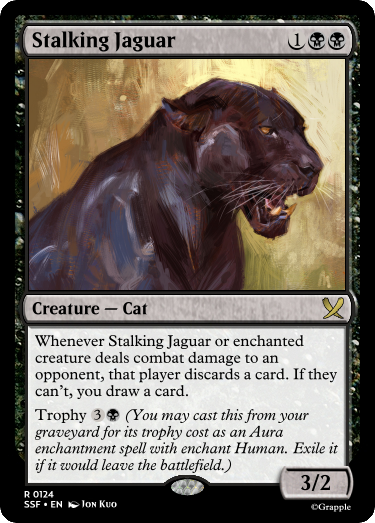 Stalking Jaguar 1
Creature — Cat
Whenever Stalking Jaguar or enchanted
creature deals combat damage to an
opponent, that player discards a card. If they
can't, you draw a card.
Trophy 3 (You may cast this from your
graveyard for its trophy cost as an Aura
enchantment spell with enchant Human. Exile it
if it would leave the battlefield.)
3/2
R 0124
SSF • EN Jon Kuo
©Grapple